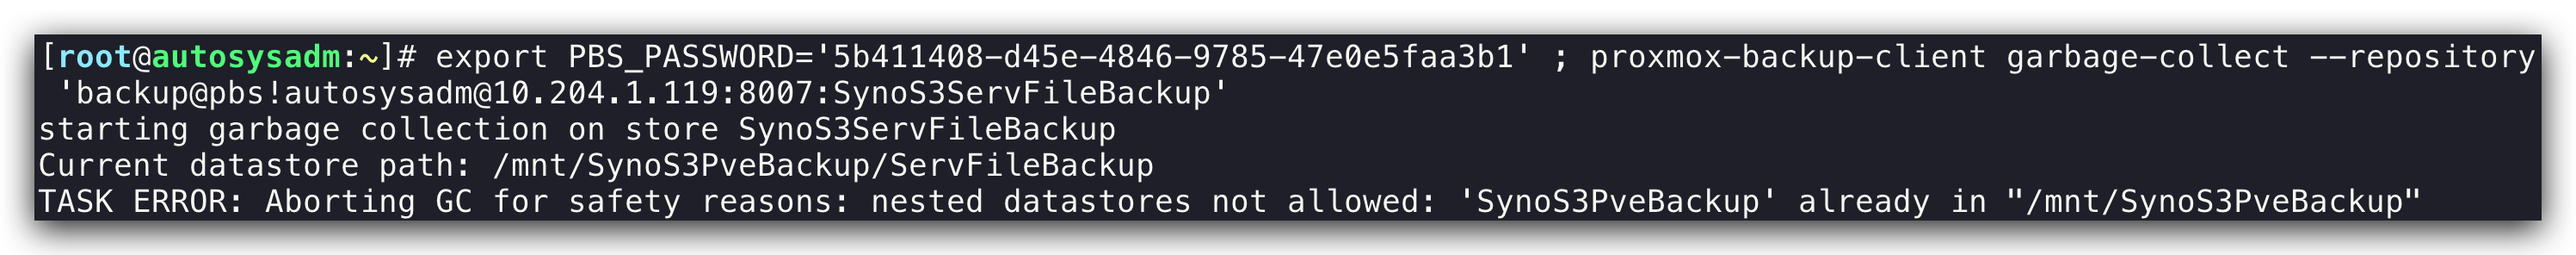 [root@autosysadm:~]# export PBS_PASSWORD='5b411408-d45e-4846-9785-47e0e5faa3b1' ; proxmox-backup-client garbage-collect --repository
 'backup@pbs!autosysadm@10.204.1.119:8007:SynoS3ServFileBackup'
starting garbage collection on store SynoS3ServFileBackup
Current datastore path: /mnt/SynoS3PveBackup/ServFileBackup
TASK ERROR: Aborting GC for safety reasons: nested datastores not allowed: 'SynoS3PveBackup' already in "/mnt/SynoS3PveBackup"